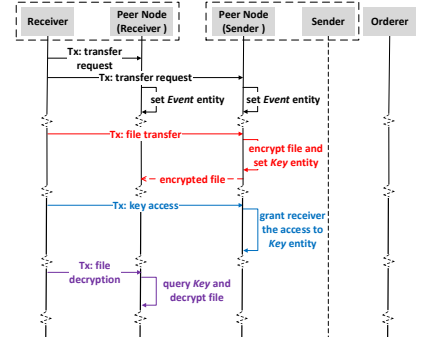 Receiver
Peer Node
(Receiver )
Peer Node
(Sender )
Sender
Orderer
Tx: transfer
request
Tx: transfer request
set Event entity
set Event entity
Tx: file transfer
encrypt file and
set Key entity
encrypted file
Tx: key access
grant receiver
the access to
Key entity
Tx: file
decryption
query Key and
decrypt file